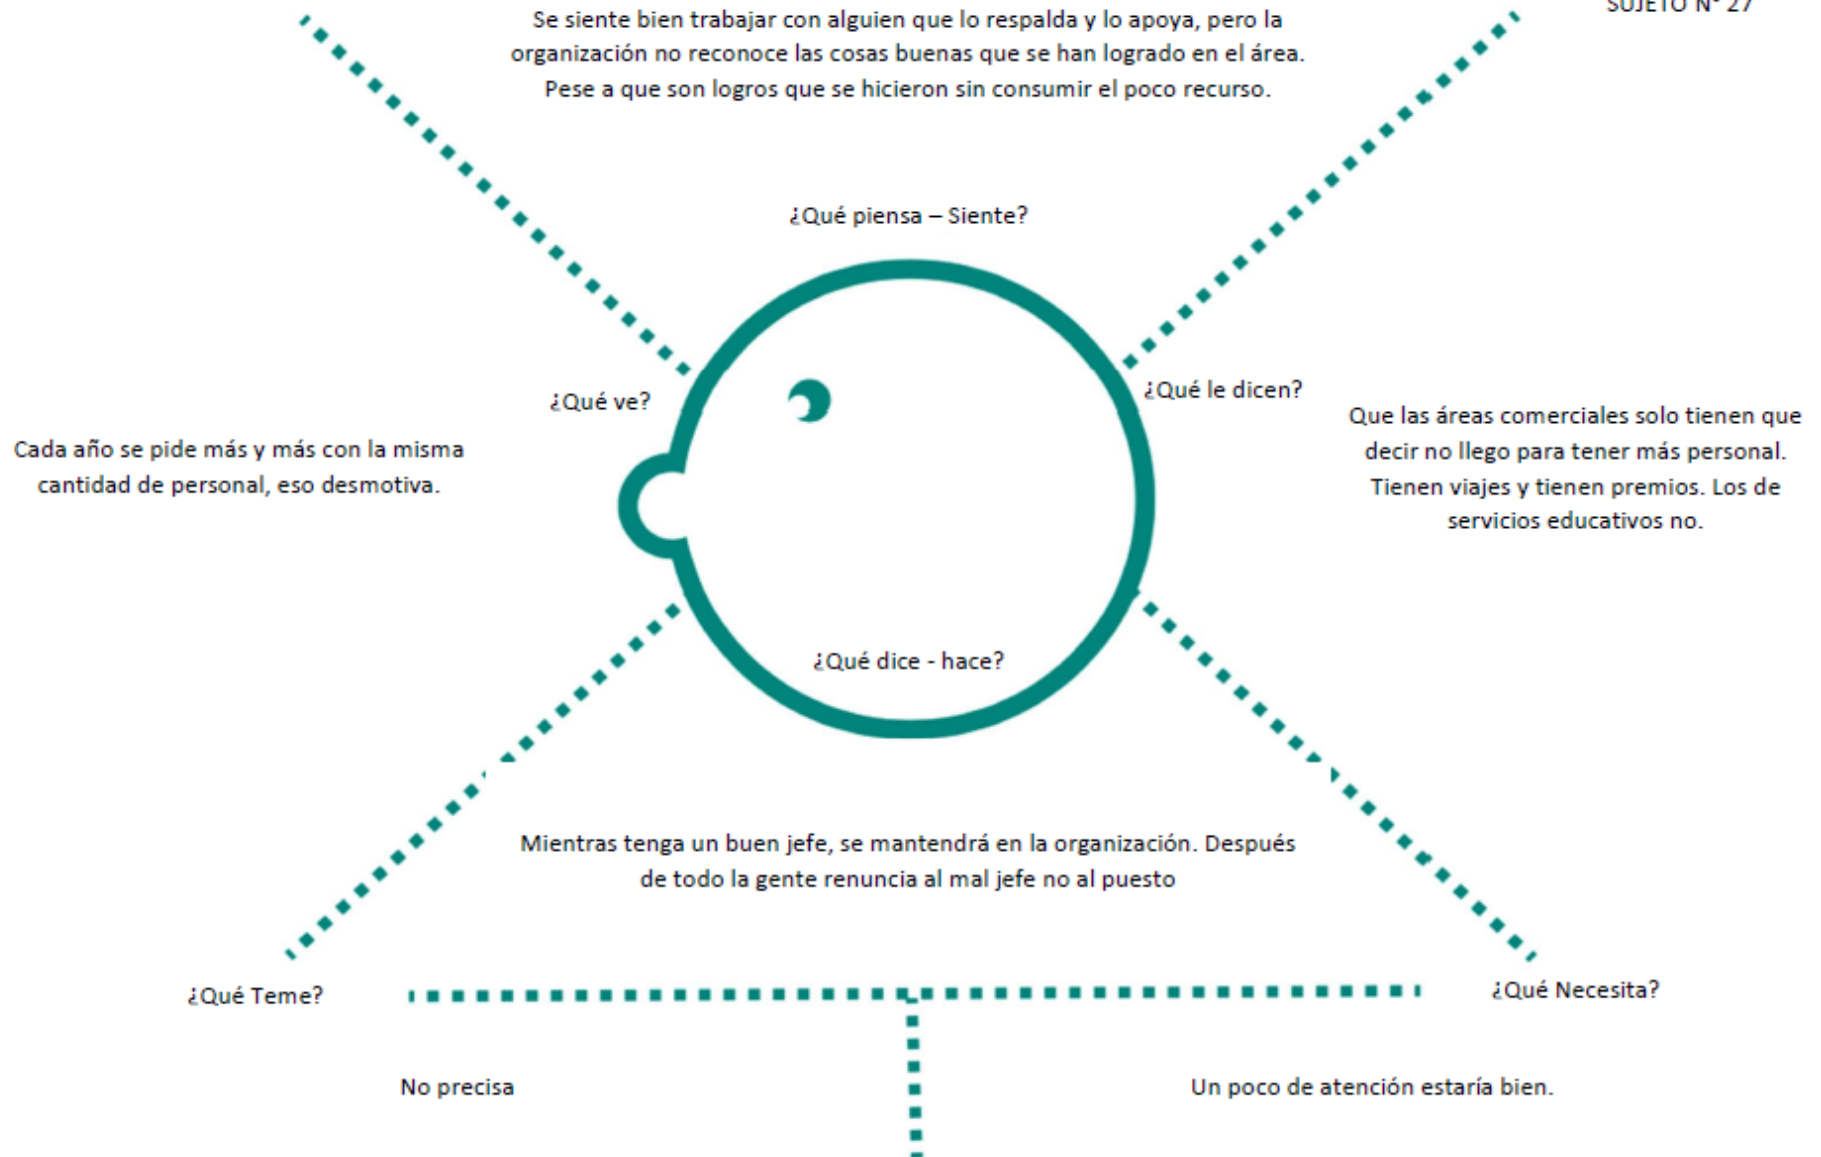 SUJETO N° 27
Se siente bien trabajar con alguien que lo respalda y lo apoya, pero la
organización no reconoce las cosas buenas que se han logrado en el área.
Pese a que son logros que se hicieron sin consumir el poco recurso.
¿Qué piensa – Siente?
¿Qué ve?
Cada año se pide más y más con la misma
cantidad de personal, eso desmotiva.
¿Qué le dicen?
Que las áreas comerciales solo tienen que
decir no llego para tener más personal.
Tienen viajes y tienen premios. Los de
servicios educativos no.
¿Qué dice - hace?
Mientras tenga un buen jefe, se mantendrá en la organización. Después
de todo la gente renuncia al mal jefe no al puesto
¿Qué Teme?
No precisa
¿Qué Necesita?
Un poco de atención estaría bien.